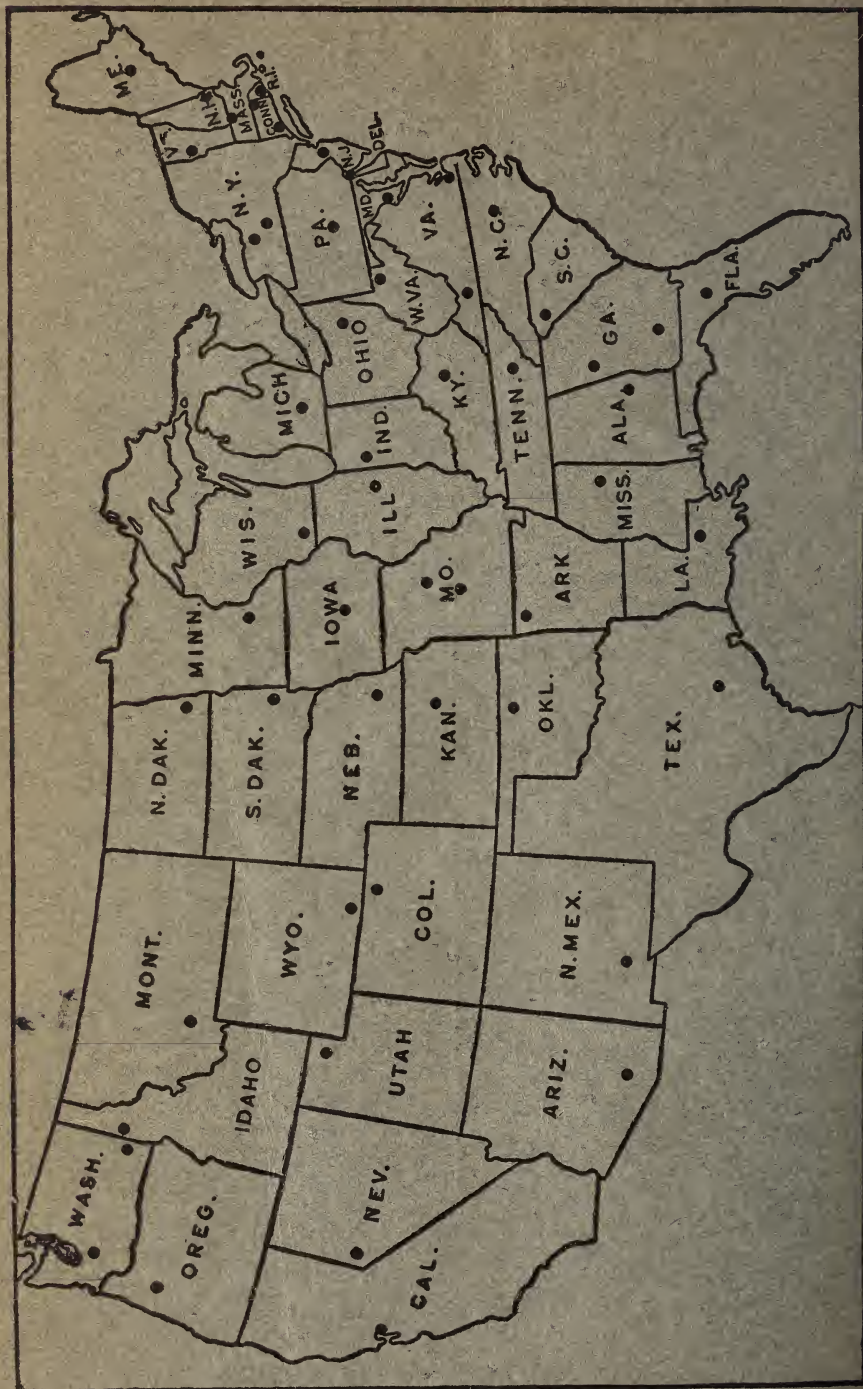 WASH.
OREG.
CAL.
NEV.
IDAHO
MONT.
WYO.
UTAH
ARIZ.
COL.
N. MEX.
N. DAK.
S. DAK.
NEB.
KAN.
OKL.
TEX.
MINN.
IOWA
MO.
ARK
LA.
WIS.
ILL
MICH
IND.
OHIO
KY.
TENN.
MISS.
ALA.
GA.
FLA.
S.C.
N.C.
VA.
W.VA.
MD.
DEL.
PA.
N.J.
N.Y.
VT.
N.H.
ME.
MASS.
CONN.
R.I.